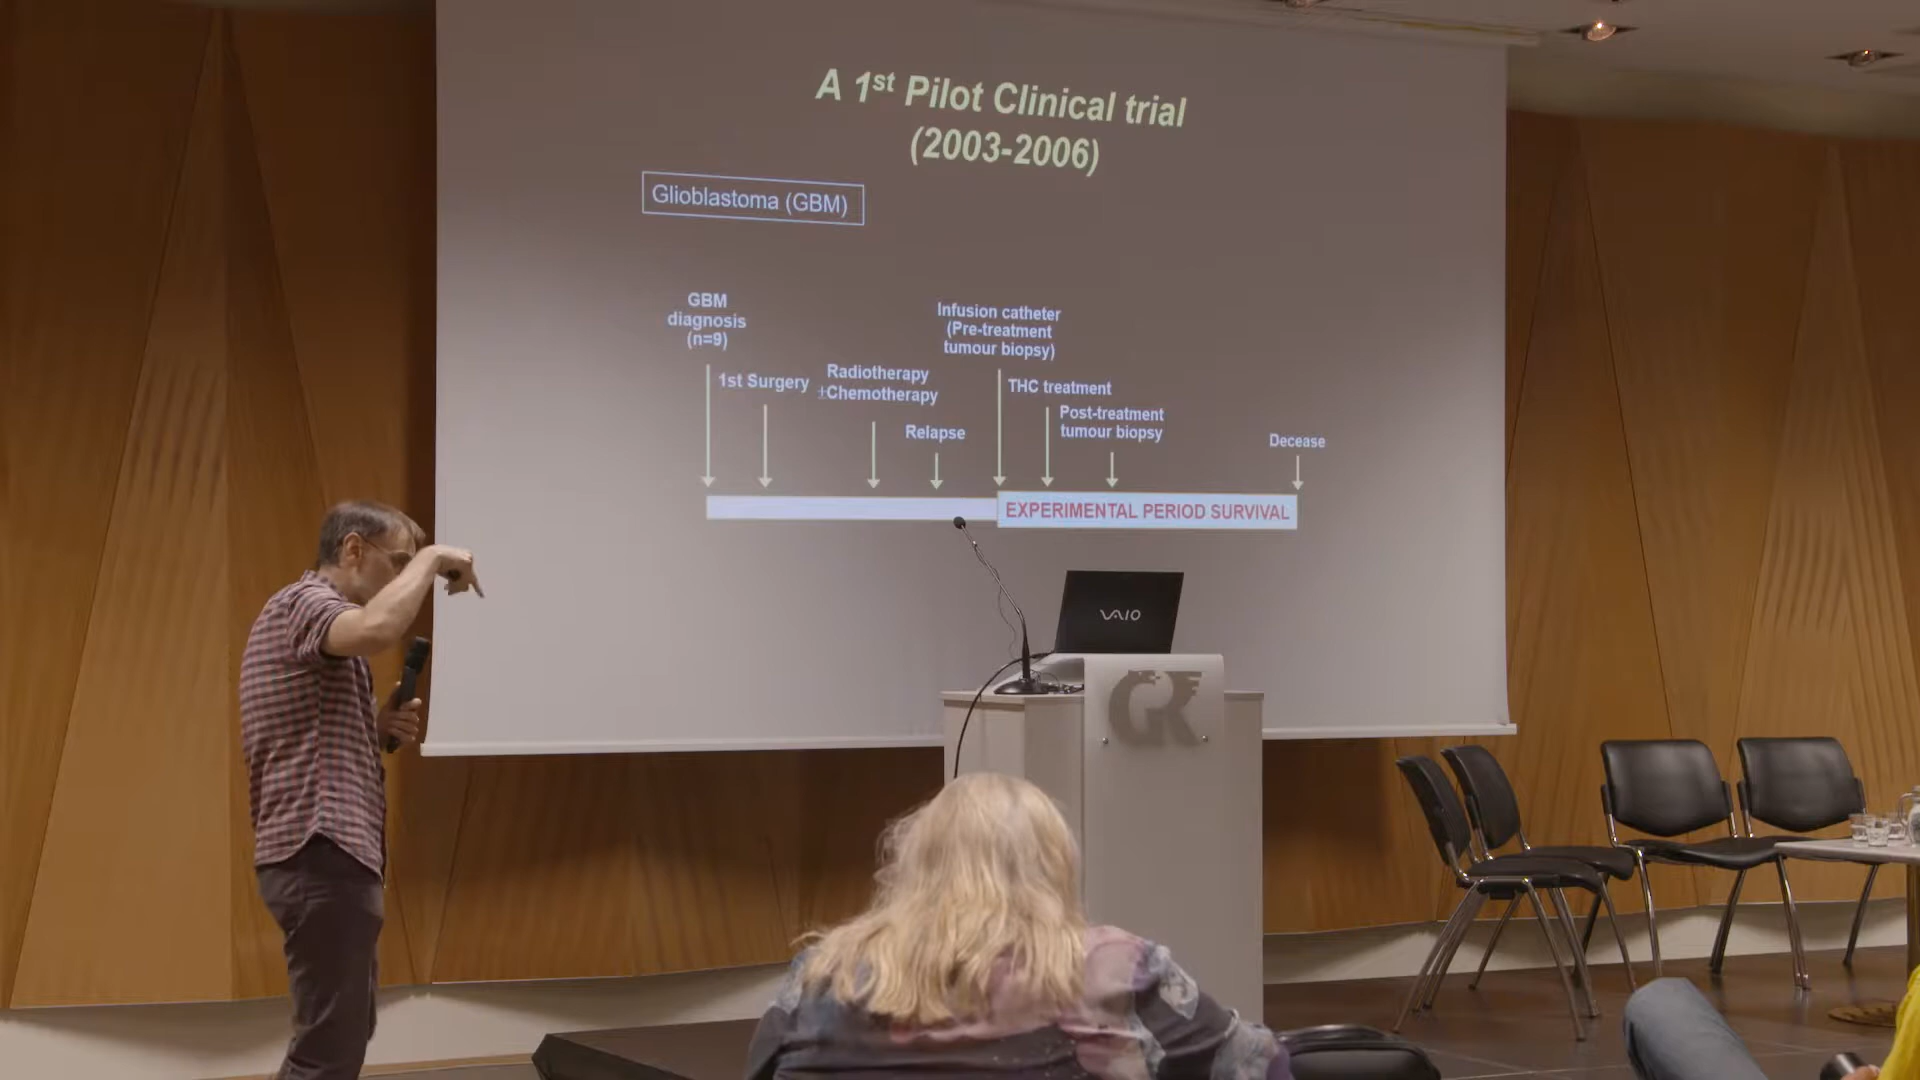 A 1st Pilot Clinical trial
(2003-2006)
Glioblastoma (GBM)
GBM
diagnosis
(n=9)
1st Surgery
Radiotherapy
±Chemotherapy
Relapse
Infusion catheter
(Pre-treatment
tumour biopsy)
THC treatment
Post-treatment
tumour biopsy
Decease
EXPERIMENTAL PERIOD SURVIVAL
VAIO